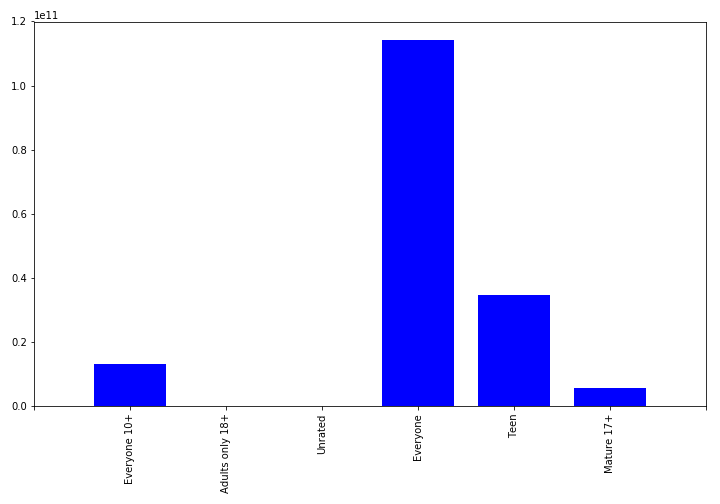 1e11
1.2
1.0
0.8
0.6
0.4
0.2
0.0
Everyone 10+
Adults only 18+
Unrated
Everyone
Teen
Mature 17+